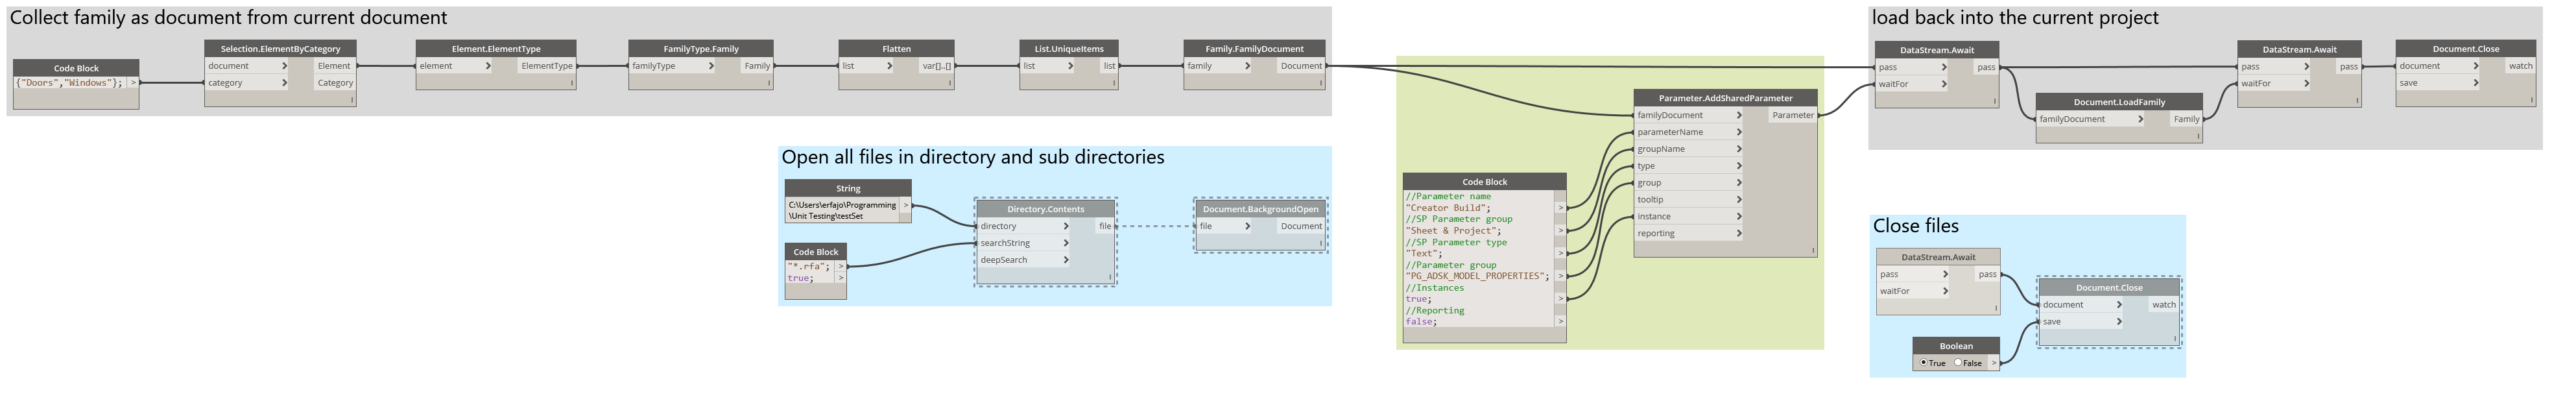 Collect family as document from current document
Code Block
{"Doors","Windows"}; >
Selection.ElementByCategory
document > Element
category > Category
l
Element.ElementType
element > ElementType
l
FamilyType.Family
familyType > Family
l
Flatten
list > var[]..[]
l
List.UniqueItems
list > list
l
Family.FamilyDocument
family > Document
l
Open all files in directory and sub directories
String
C:\Users\erfajo\Programming >
\Unit Testing\testSet
Code Block
"*.rfa"; >
true; >
Directory.Contents
directory > file
searchString >
deepSearch
l
Document.BackgroundOpen
file > Document
l
Code Block
//Parameter name
"Creator Build"; >
//SP Parameter group
"Sheet & Project"; >
//SP Parameter type
"Text"; >
//Parameter group
"PG_ADSK_MODEL_PROPERTIES"; >
//Instances
true; >
//Reporting
false; >
Parameter.AddSharedParameter
familyDocument > Parameter
parameterName >
groupName >
type >
group >
tooltip >
instance >
reporting >
l
load back into the current project
DataStream.Await
pass > pass
waitFor >
l
Document.LoadFamily
familyDocument > Family
l
DataStream.Await
pass > pass
waitFor >
l
Document.Close
document > watch
save >
l
Close files
DataStream.Await
pass > pass
waitFor >
l
Boolean
True False >
Document.Close
document > watch
save >
l